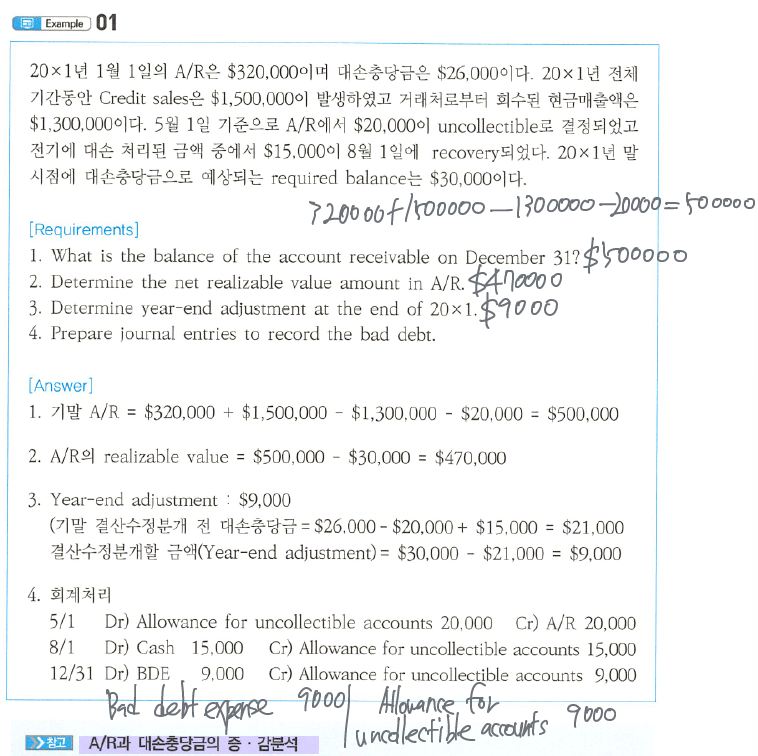 Example 01
20×1년 1월 1일의 A/R은 $320,000이며 대손충당금은 $26,000이다. 20×1년 전체
기간동안 Credit sales은 $1,500,000이 발생하였고 거래처로부터 회수된 현금매출액은
$1,300,000이다. 5월 1일 기준으로 A/R에서 $20,000이 uncollectible로 결정되었고
전기에 대손 처리된 금액 중에서 $15,000이 8월 1일에 recovery되었다. 20×1년 말
시점에 대손충당금으로 예상되는 required balance는 $30,000이다.
320000+1500000-1300000-20000=500000
[Requirements]
1. What is the balance of the account receivable on December 31? $500000
2. Determine the net realizable value amount in A/R. $470000
3. Determine year-end adjustment at the end of 20×1. $9000
4. Prepare journal entries to record the bad debt.
[Answer]
1. 기말 A/R = $320,000 + $1,500,000 - $1,300,000 - $20,000 = $500,000
2. A/R의 realizable value = $500,000 - $30,000 = $470,000
3. Year-end adjustment : $9,000
(기말 결산수정분개 전 대손충당금 = $26,000 - $20,000 + $15,000 = $21,000
결산수정분개할 금액(Year-end adjustment) = $30,000 - $21,000 = $9,000
4. 회계처리
5/1 Dr) Allowance for uncollectible accounts 20,000 Cr) A/R 20,000
8/1 Dr) Cash 15,000 Cr) Allowance for uncollectible accounts 15,000
12/31 Dr) BDE 9,000 Cr) Allowance for uncollectible accounts 9,000
Bad debt expense 9000 | Allowance for
uncollectible accounts 9000
참고 A/R과 대손충당금의 증·감분석